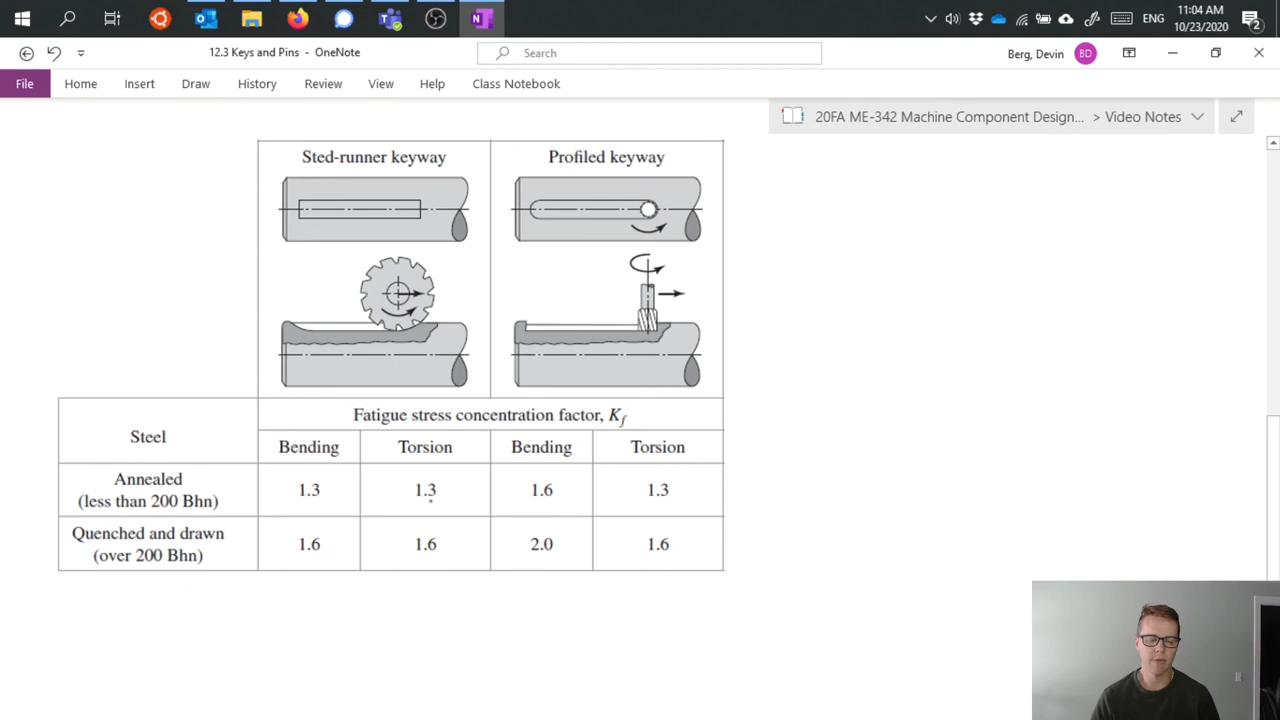 11:04 AM
ENG
10/23/2020
2
12.3 Keys and Pins - OneNote
Search
Berg, Devin
BD
File Home Insert Draw History Review View Help Class Notebook
20FA ME-342 Machine Component Design... > Video Notes
Sted-runner keyway Profiled keyway
Steel
Fatigue stress concentration factor, Kf
Bending Torsion Bending Torsion
Annealed
(less than 200 Bhn)
1.3 1.3 1.6 1.3
Quenched and drawn
(over 200 Bhn)
1.6 1.6 2.0 1.6